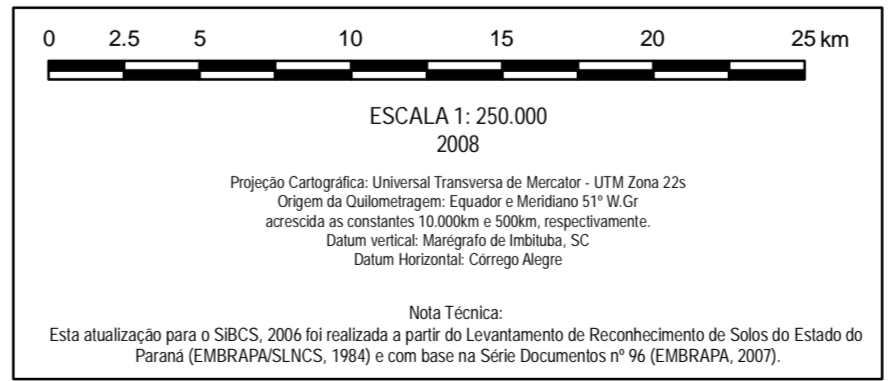 0 2.5 5 10 15 20 25 km
ESCALA 1: 250.000
2008
Projeção Cartográfica: Universal Transversa de Mercator - UTM Zona 22s
Origem da Quilometragem: Equador e Meridiano 51º W.Gr
acrescida as constantes 10.000km e 500km, respectivamente.
Datum vertical: Marégrafo de Imbituba, SC
Datum Horizontal: Córrego Alegre
Nota Técnica:
Esta atualização para o SiBCS, 2006 foi realizada a partir do Levantamento de Reconhecimento de Solos do Estado do
Paraná (EMBRAPA/SLNCS, 1984) e com base na Série Documentos nº 96 (EMBRAPA, 2007).